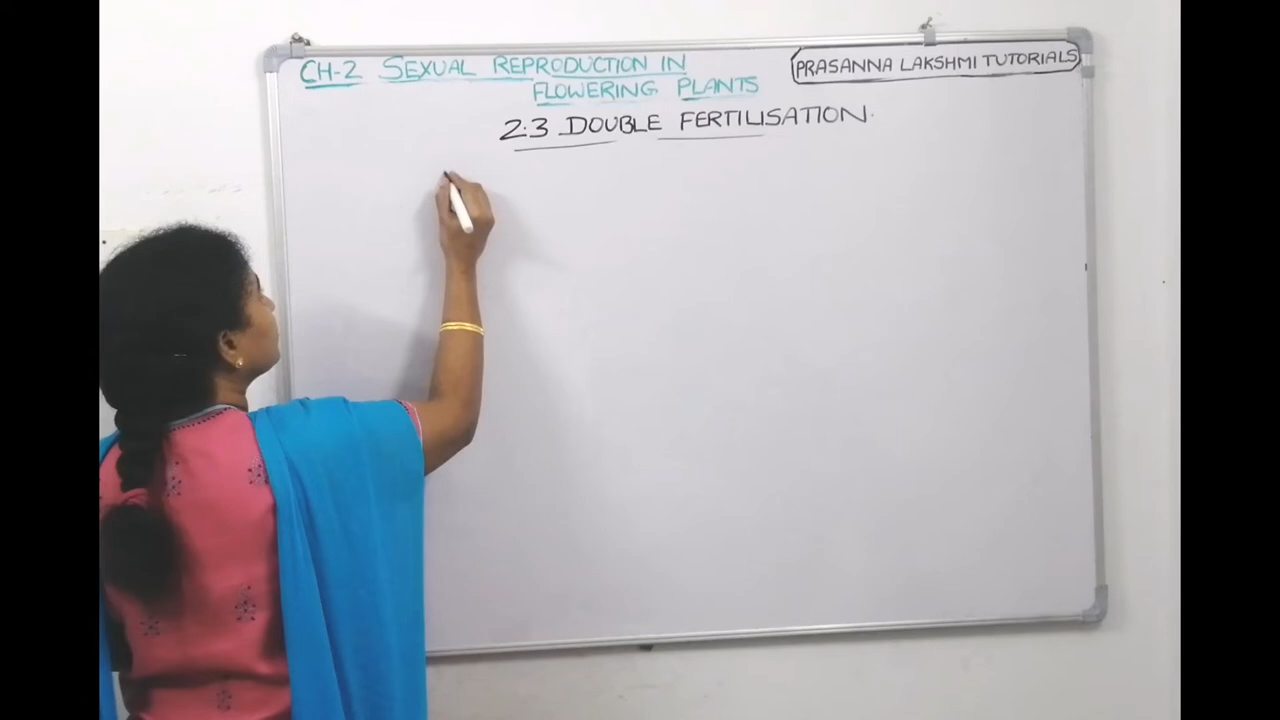 CH-2 SEXUAL REPRODUCTION IN
FLOWERING PLANTS
PRASANNA LAKSHMI TUTORIALS
2.3 DOUBLE FERTILISATION.